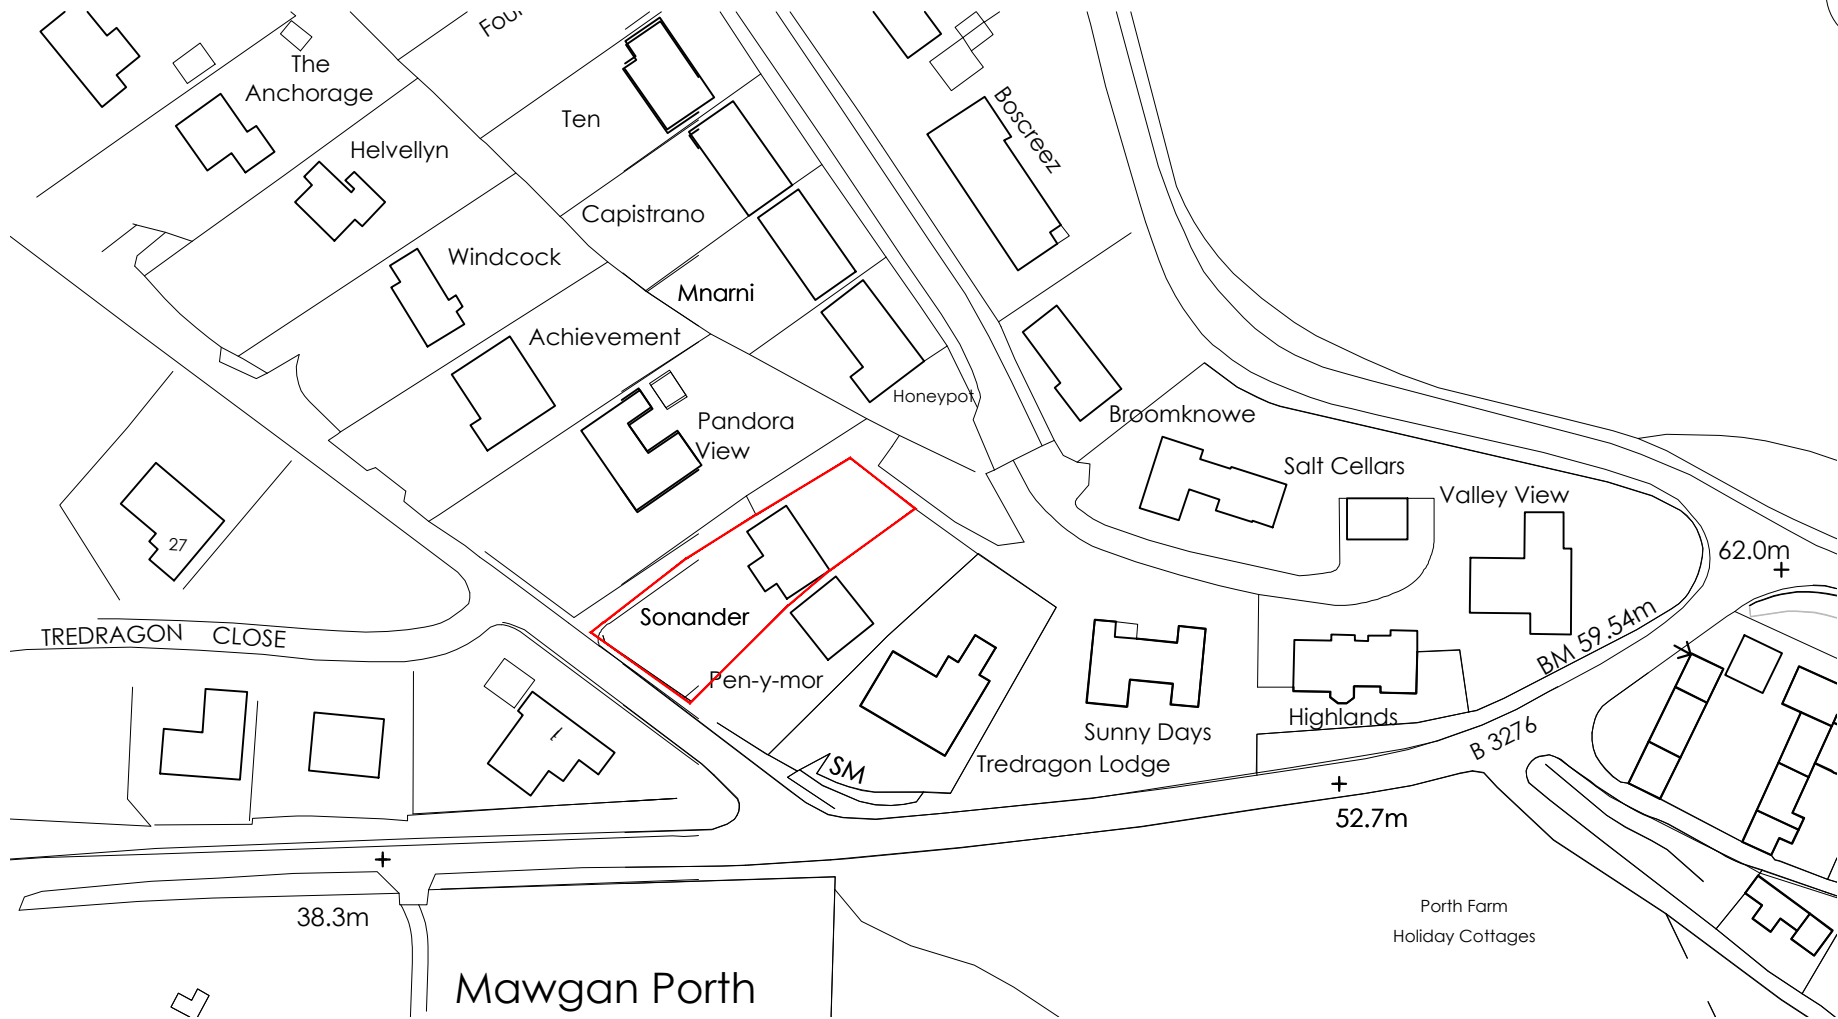 The
Anchorage
Helvellyn
Ten
Boscreez
Capistrano
Windcock
Mnarni
Achievement
Honeypot
Pandora
View
Broomknowe
Salt Cellars
Valley View
27
62.0m
Sonander
TREDRAGON CLOSE
BM 59.54m
Pen-y-mor
Highlands
Sunny Days
B 3276
Tredragon Lodge
SM
52.7m
38.3m
Porth Farm
Holiday Cottages
Mawgan Porth